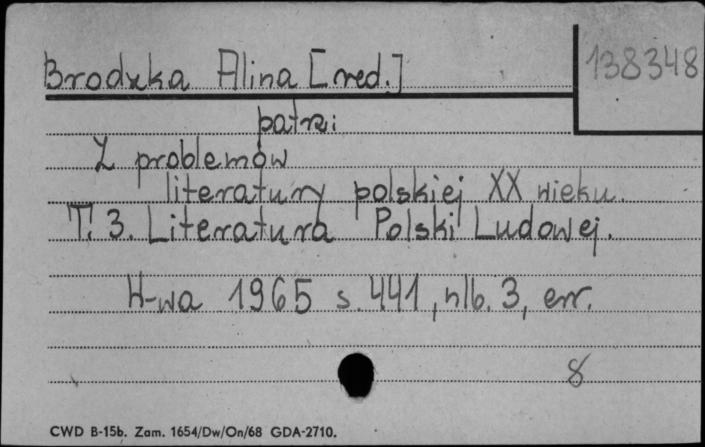 Brodzka Alina [red.]
138348
patrz:
Z problemów
literatury polskiej XX wieku.
T. 3. Literatura Polski Ludowej.
W-wa 1965 s. 441, nlb. 3, err.
8
CWD B-15b. Zam. 1654/Dw/On/68 GDA-2710.